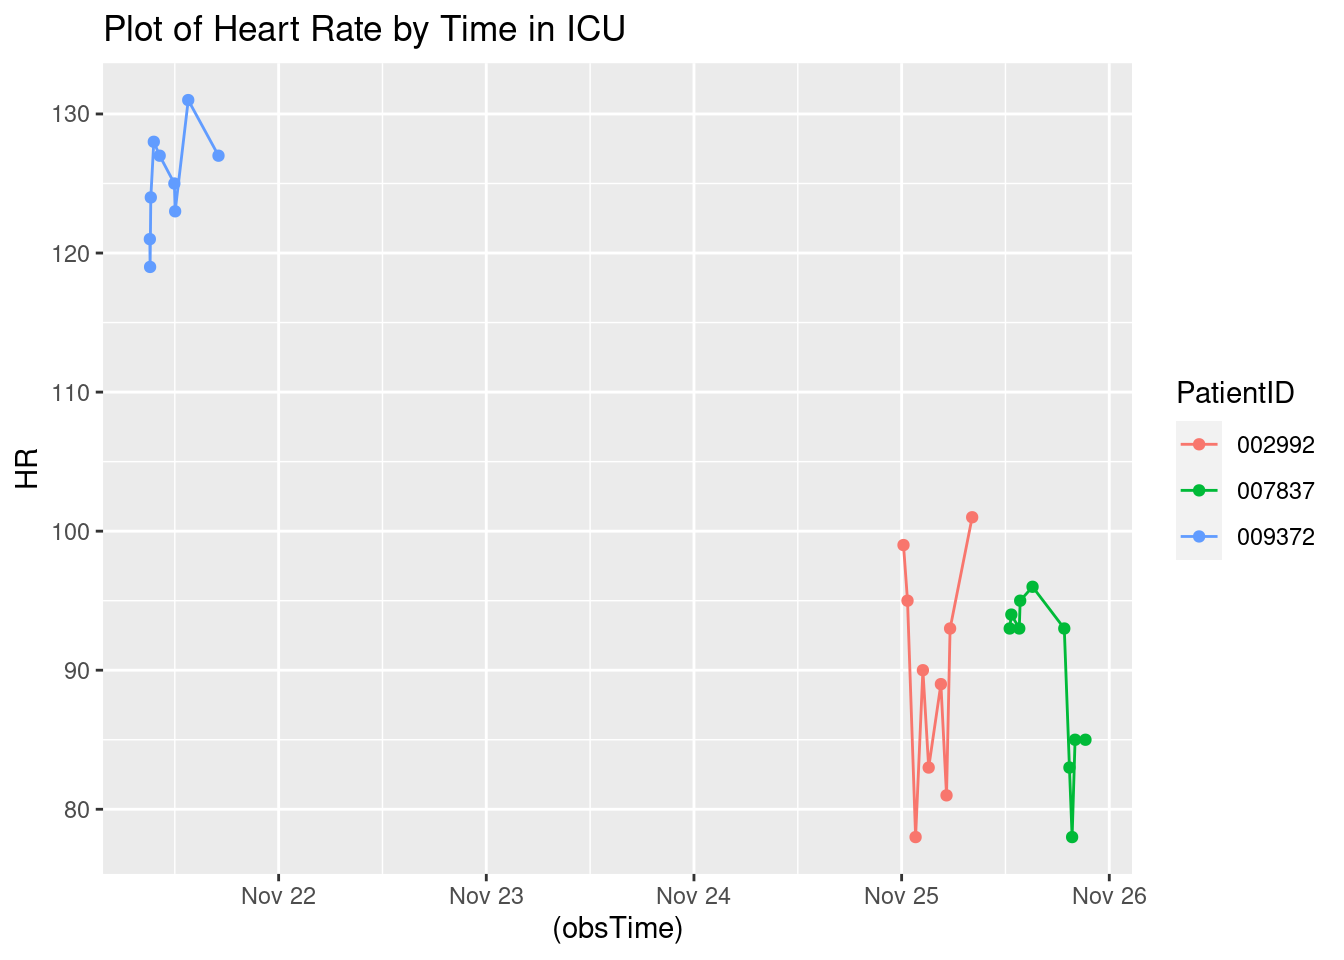 Plot of Heart Rate by Time in ICU
130
120
110
100
90
80
HR
Nov 22 Nov 23 Nov 24 Nov 25 Nov 26
(obsTime)
PatientID
002992
007837
009372